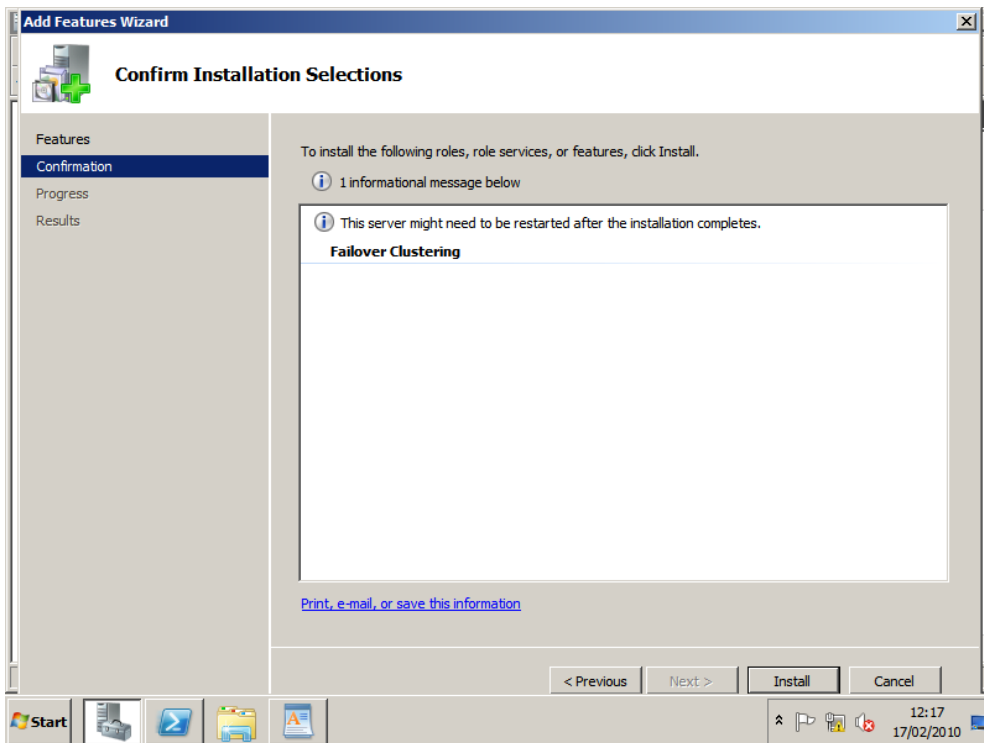 Add Features Wizard
Confirm Installation Selections
Features
Confirmation
Progress
Results
To install the following roles, role services, or features, click Install.
1 informational message below
This server might need to be restarted after the installation completes.
Failover Clustering
Print, e-mail, or save this information
< Previous
Next >
Install
Cancel
Start
12:17
17/02/2010